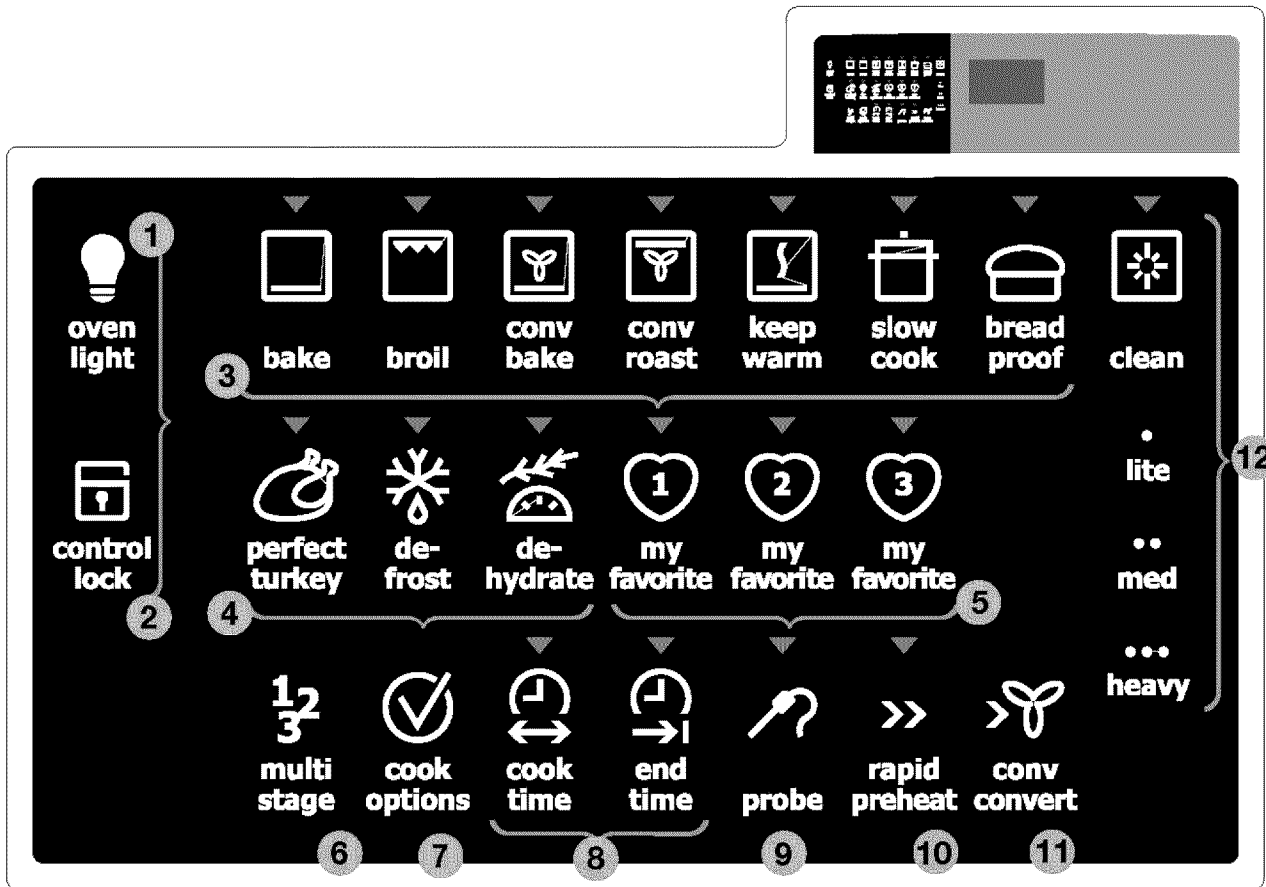 1
oven
light
bake
broil
conv
bake
conv
roast
keep
warm
slow
cook
bread
proof
clean
3
lite
12
1
2
3
control
lock
perfect
turkey
de-
frost
de-
hydrate
my
favorite
my
favorite
my
favorite
med
2
4
5
heavy
1
2
3
multi
stage
cook
options
cook
time
end
time
probe
rapid
preheat
conv
convert
6
7
8
9
10
11